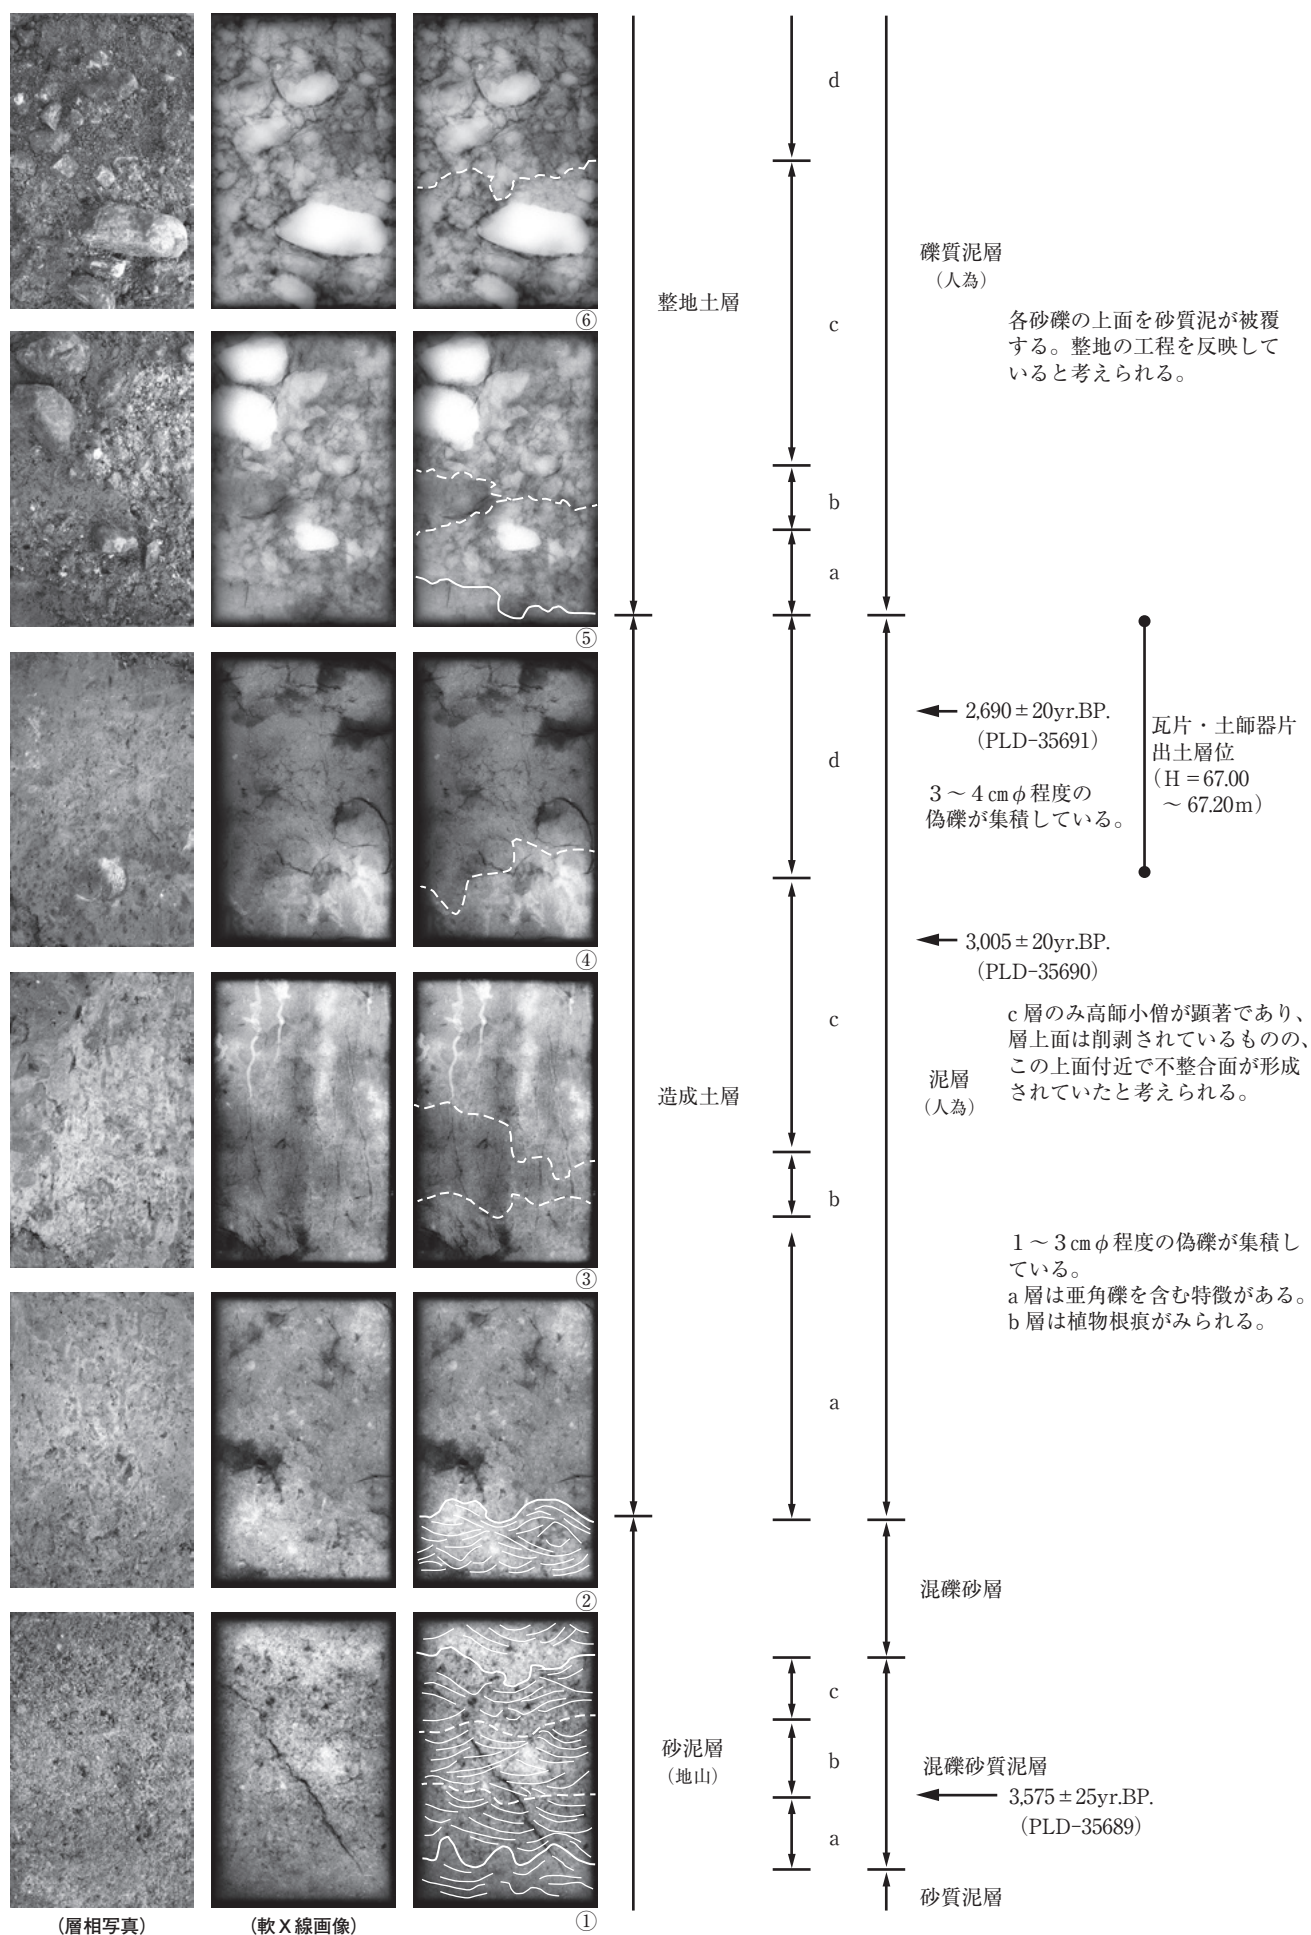 d
礫質泥層
（人為）
⑥
整地土層
各砂礫の上面を砂質泥が被覆
する。整地の工程を反映して
いると考えられる。
c
b
a
⑤
2,690±20yr.BP.
（PLD-35691）
瓦片・土師器片
出土層位
（H＝67.00
～67.20m）
d
3～4㎝φ程度の
偽礫が集積している。
3,005±20yr.BP.
（PLD-35690）
④
c
c層のみ高師小僧が顕著であり、
層上面は削剥されているものの、
この上面付近で不整合面が形成
されていたと考えられる。
造成土層
泥層
（人為）
b
③
1～3㎝φ程度の偽礫が集積し
ている。
a層は亜角礫を含む特徴がある。
b層は植物根痕がみられる。
a
②
混礫砂層
c
砂泥層
（地山）
b
混礫砂質泥層
3,575±25yr.BP.
（PLD-35689）
a
砂質泥層
①
（層相写真）
（軟X線画像）